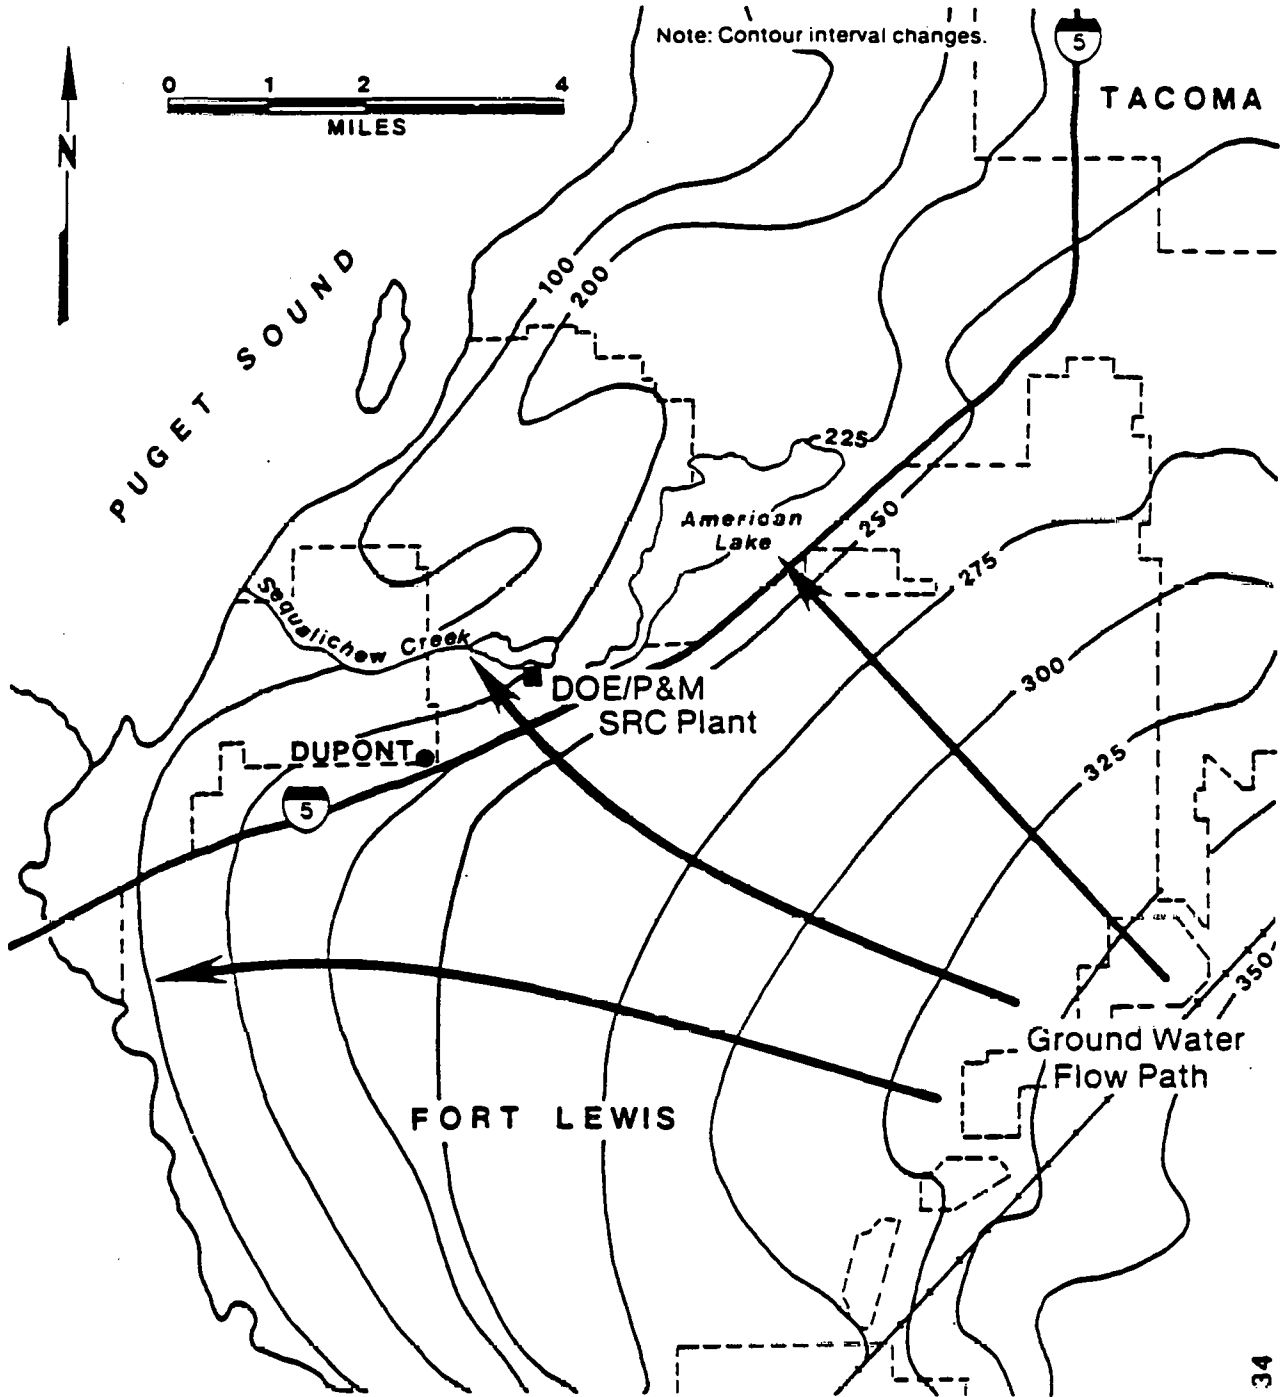 Note: Contour interval changes.
5
TACOMA
0 1 2 4
MILES
N
PUGET SOUND
100
200
225
American
Lake
250
275
Sequalichew Creek
300
DOE/P&M
SRC Plant
325
DUPONT
5
350
Ground Water
Flow Path
FORT LEWIS
34